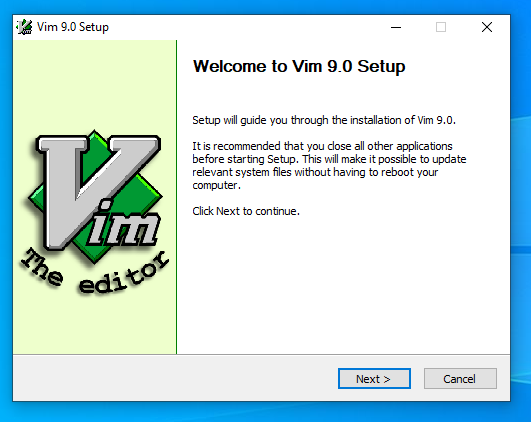 Vim 9.0 Setup
Welcome to Vim 9.0 Setup
Setup will guide you through the installation of Vim 9.0.
It is recommended that you close all other applications
before starting Setup. This will make it possible to update
relevant system files without having to reboot your
computer.
Click Next to continue.
Vim
The editor
Next >
Cancel